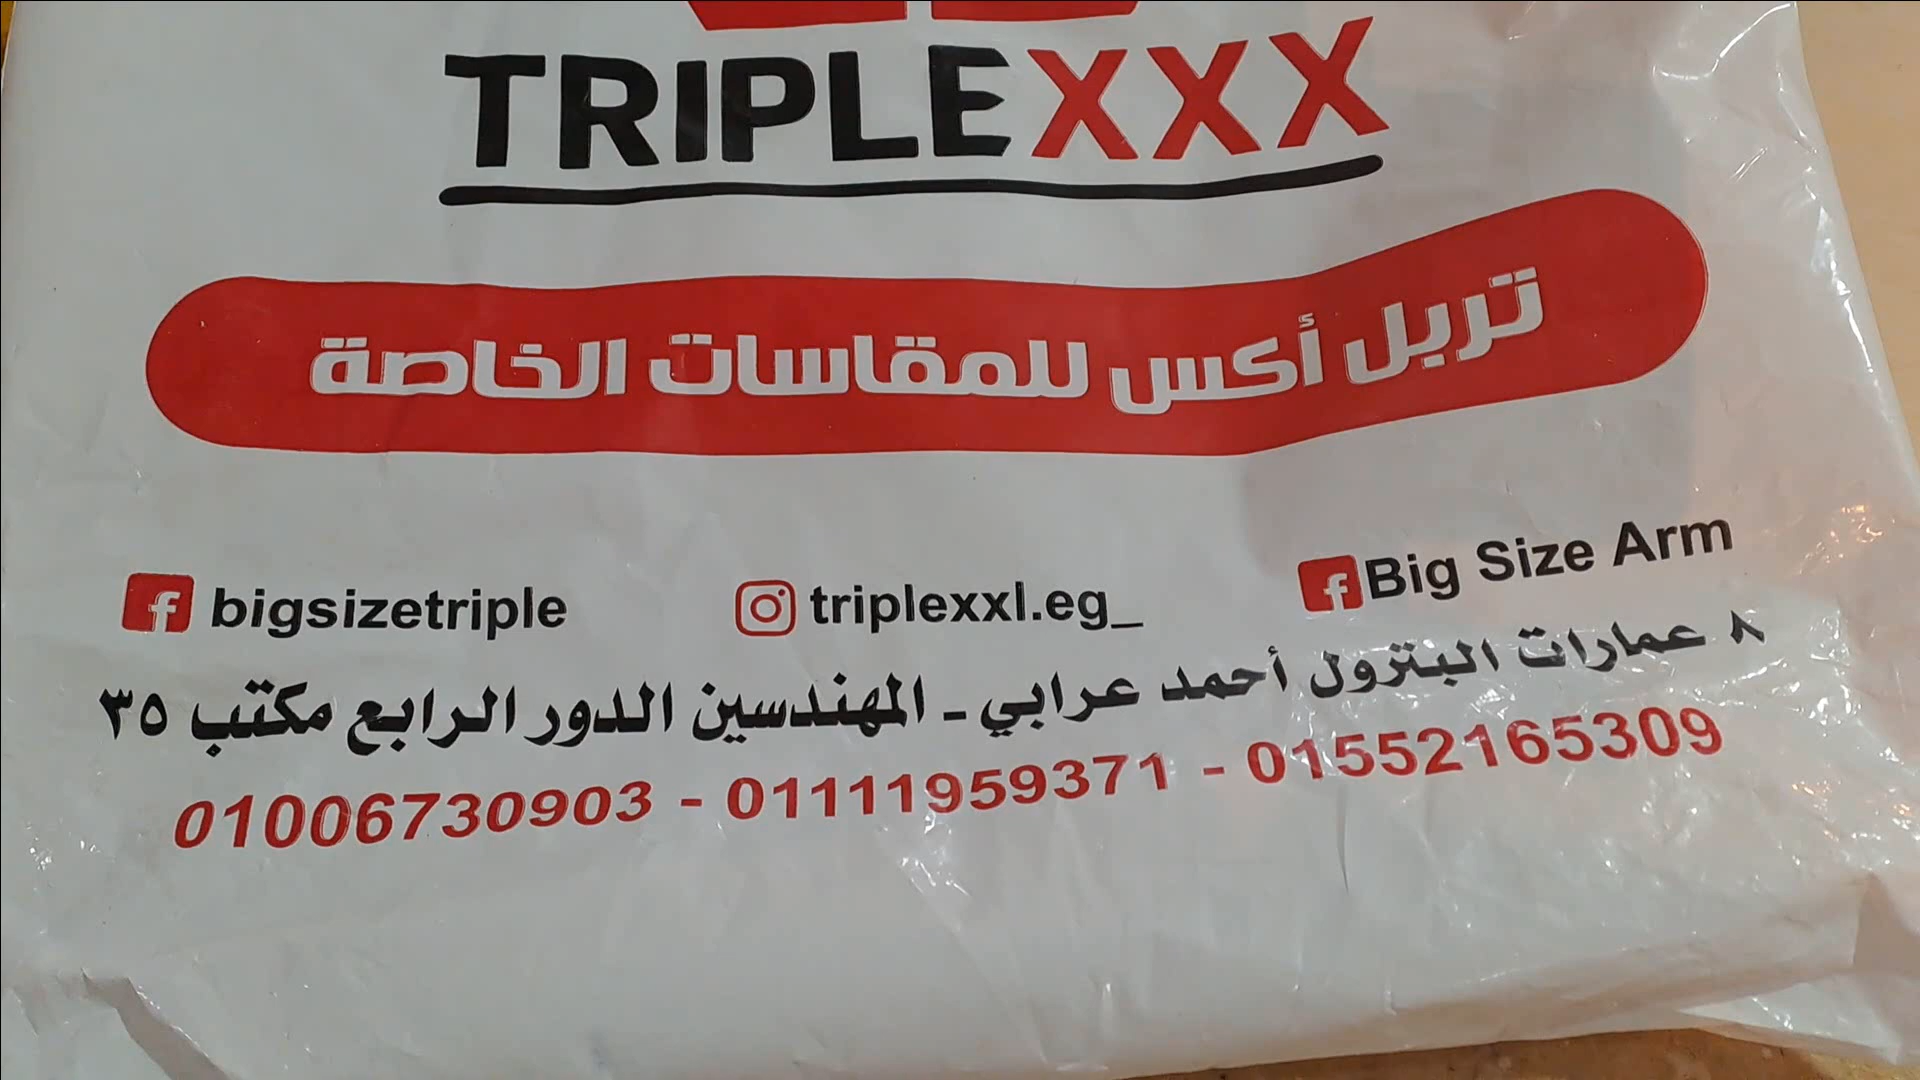 TRIPLEXXX
تربل أكس للمقاسات الخاصة
bigsizetriple triplexxl.eg_ Big Size Arm
٨ عمارات البترول أحمد عرابي - المهندسين الدور الرابع مكتب ٣٥
01006730903 - 01111959371 - 01552165309